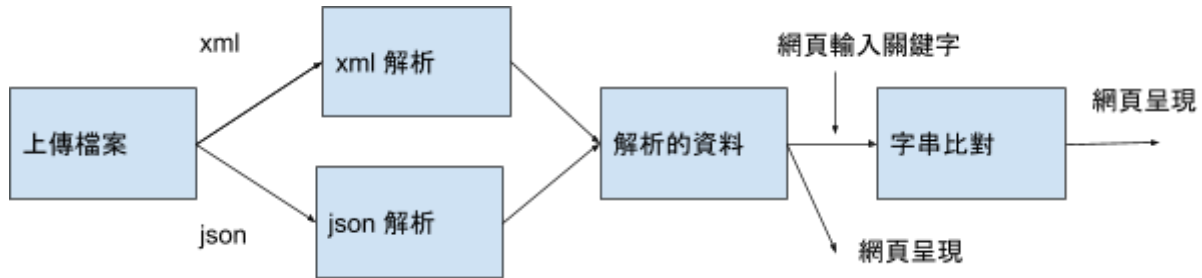 xml
xml 解析
上傳檔案
json
json 解析
解析的資料
網頁輸入關鍵字
字串比對
網頁呈現
網頁呈現